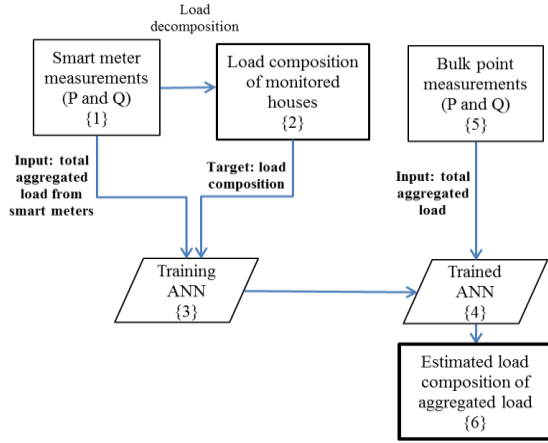 Load
decomposition
Smart meter
measurements
(P and Q)
{1}
Load composition
of monitored
houses
{2}
Bulk point
measurements
(P and Q)
{5}
Input: total
aggregated
load from
smart meters
Target: load
composition
Input: total
aggregated
load
Training
ANN
{3}
Trained
ANN
{4}
Estimated load
composition of
aggregated load
{6}